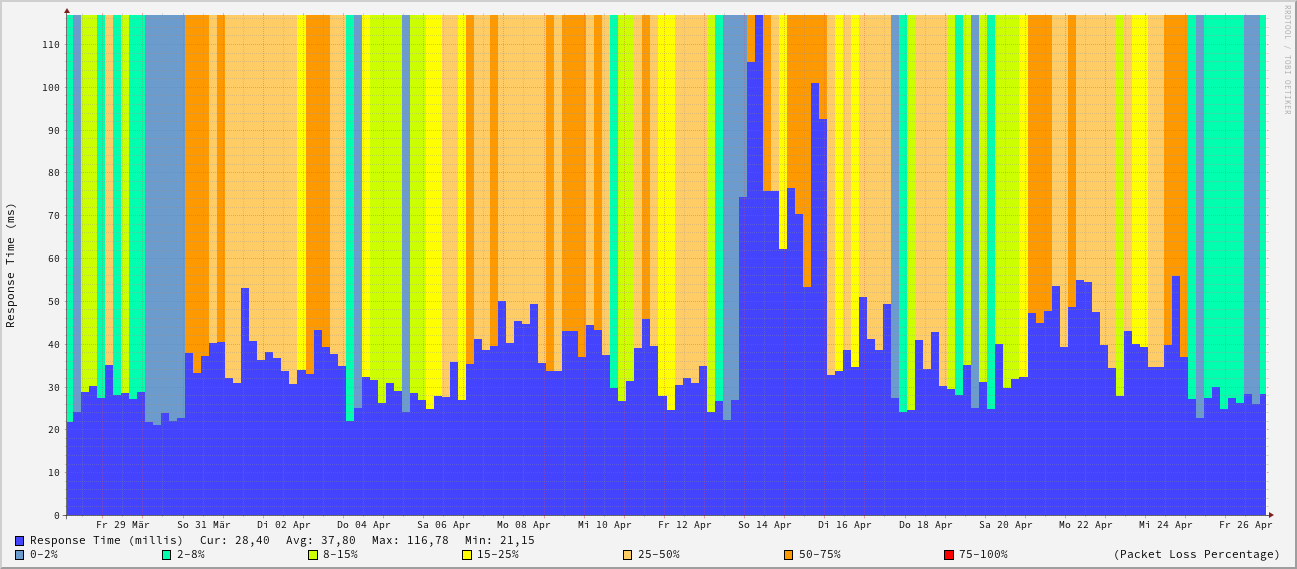 RRDTOOL / TOBI OETIKER
Response Time (ms)
110
100
90
80
70
60
50
40
30
20
10
0
Fr 29 Mär So 31 Mär Di 02 Apr Do 04 Apr Sa 06 Apr Mo 08 Apr Mi 10 Apr Fr 12 Apr So 14 Apr Di 16 Apr Do 18 Apr Sa 20 Apr Mo 22 Apr Mi 24 Apr Fr 26 Apr
Response Time (millis) Cur: 28,40 Avg: 37,80 Max: 116,78 Min: 21,15
0-2% 2-8% 8-15% 15-25% 25-50% 50-75% 75-100% (Packet Loss Percentage)